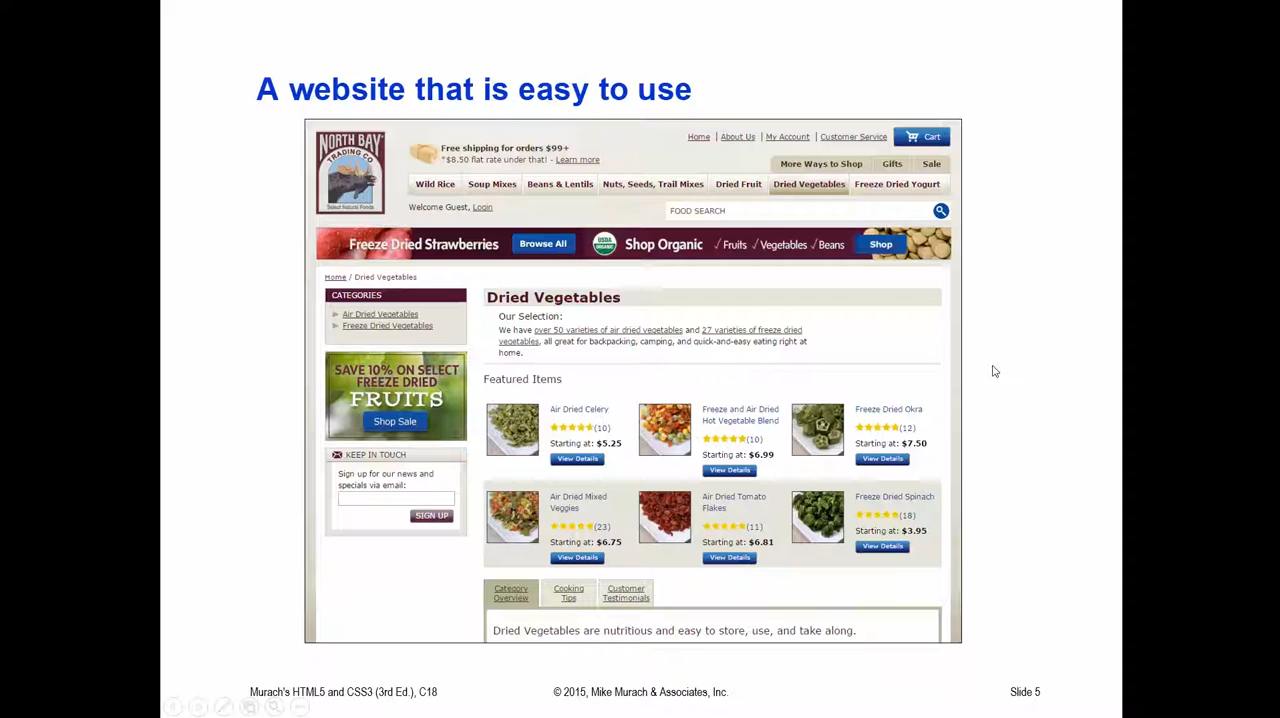 A website that is easy to use
NORTH BAY
TRADING CO
Select Natural Foods
Home | About Us | My Account | Customer Service
Cart
Free shipping for orders $99+
*$8.50 flat rate under that! - Learn more
More Ways to Shop Gifts Sale
Wild Rice Soup Mixes Beans & Lentils Nuts, Seeds, Trail Mixes Dried Fruit Dried Vegetables Freeze Dried Yogurt
Welcome Guest, Login
FOOD SEARCH
Freeze Dried Strawberries Browse All USDA ORGANIC Shop Organic √Fruits √Vegetables √Beans Shop
Home / Dried Vegetables
CATEGORIES
Air Dried Vegetables
Freeze Dried Vegetables
SAVE 10% ON SELECT
FREEZE DRIED
FRUITS
Shop Sale
KEEP IN TOUCH
Sign up for our news and
specials via email:
SIGN UP
Dried Vegetables
Our Selection:
We have over 50 varieties of air dried vegetables and 27 varieties of freeze dried
vegetables, all great for backpacking, camping, and quick-and-easy eating right at
home.
Featured Items
Air Dried Celery
(10)
Starting at: $5.25
View Details
Freeze and Air Dried
Hot Vegetable Blend
(10)
Starting at: $6.99
View Details
Freeze Dried Okra
(12)
Starting at: $7.50
View Details
Air Dried Mixed
Veggies
(23)
Starting at: $6.75
View Details
Air Dried Tomato
Flakes
(11)
Starting at: $6.81
View Details
Freeze Dried Spinach
(18)
Starting at: $3.95
View Details
Category
Overview
Cooking
Tips
Customer
Testimonials
Dried Vegetables are nutritious and easy to store, use, and take along.
Murach's HTML5 and CSS3 (3rd Ed.), C18
© 2015, Mike Murach & Associates, Inc.
Slide 5